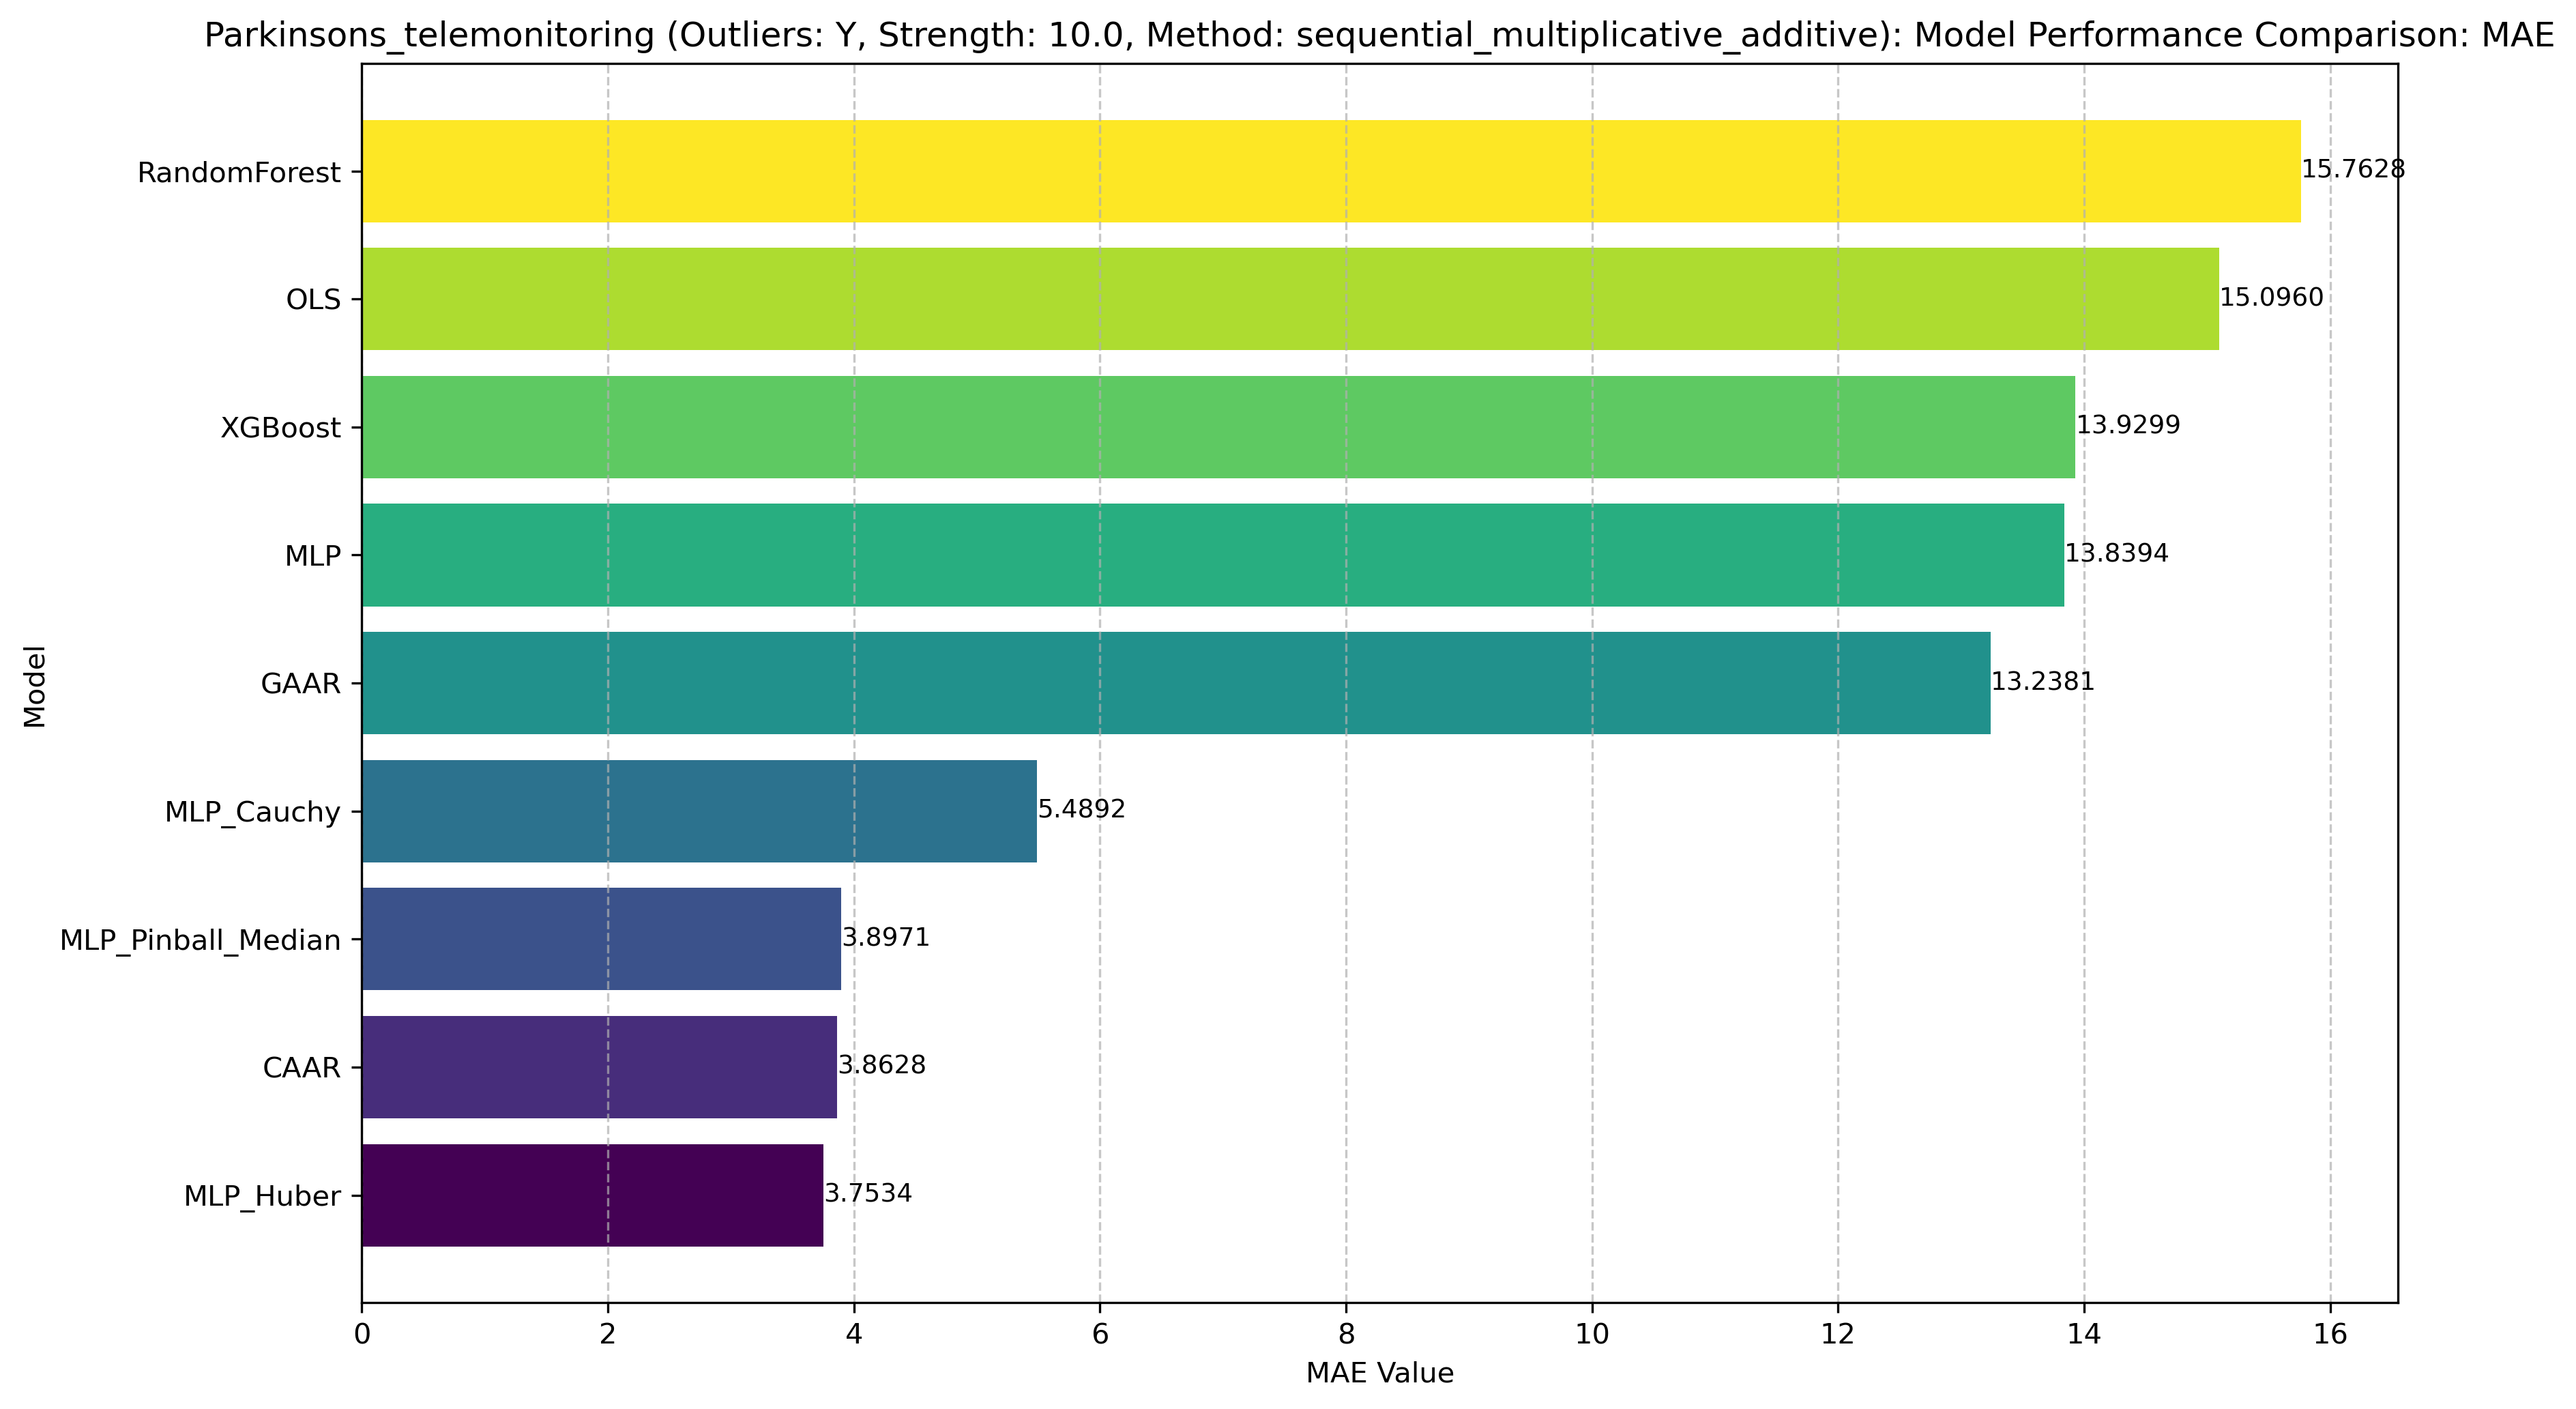 Parkinsons_telemonitoring (Outliers: Y, Strength: 10.0, Method: sequential_multiplicative_additive): Model Performance Comparison: MAE
RandomForest 15.7628
OLS 15.0960
XGBoost 13.9299
MLP 13.8394
GAAR 13.2381
MLP_Cauchy 5.4892
MLP_Pinball_Median 3.8971
CAAR 3.8628
MLP_Huber 3.7534
Model
0 2 4 6 8 10 12 14 16
MAE Value